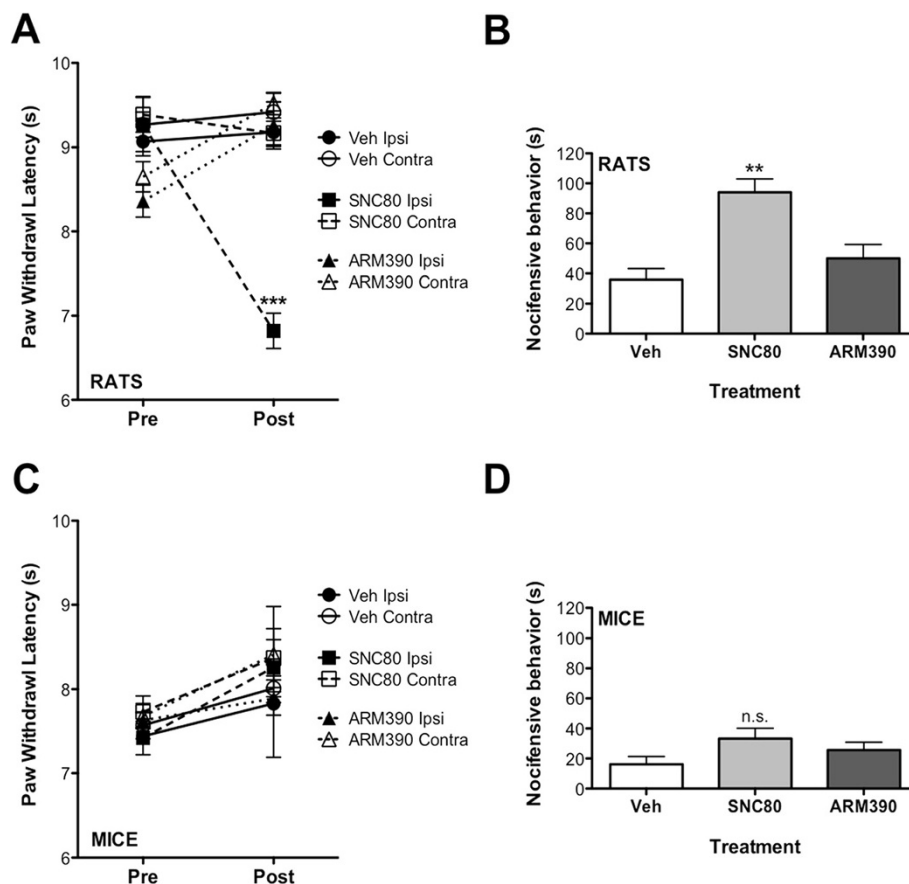 A
Paw Withdrawl Latency (s)
10
9
8
7
6
***
RATS
Pre
Post
Veh Ipsi
Veh Contra
SNC80 Ipsi
SNC80 Contra
ARM390 Ipsi
ARM390 Contra
B
Nocifensive behavior (s)
120
100
80
60
40
20
0
RATS
**
Veh
SNC80
ARM390
Treatment
C
Paw Withdrawl Latency (s)
10
9
8
7
6
MICE
Pre
Post
Veh Ipsi
Veh Contra
SNC80 Ipsi
SNC80 Contra
ARM390 Ipsi
ARM390 Contra
D
Nocifensive behavior (s)
120
100
80
60
40
20
0
MICE
n.s.
Veh
SNC80
ARM390
Treatment